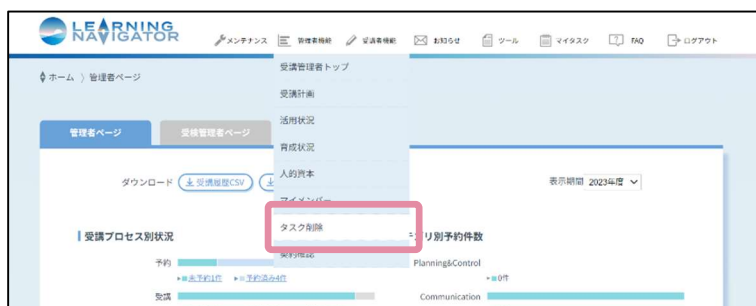 LEARNING
NAVIGATOR
メンテナンス 管理者機能 受講者機能 お知らせ ツール マイタスク FAQ ログアウト
ホーム 〉 管理者ページ
受講管理者トップ
受講計画
活用状況
育成状況
人的資本
マイメンバー
タスク削除
契約確認
管理者ページ 受検管理者ページ
ダウンロード 受講履歴CSV
表示期間 2023年度
受講プロセス別状況
予約
未予約1件 予約済み4件
受講
テゴリ別予約件数
Planning&Control
0件
Communication